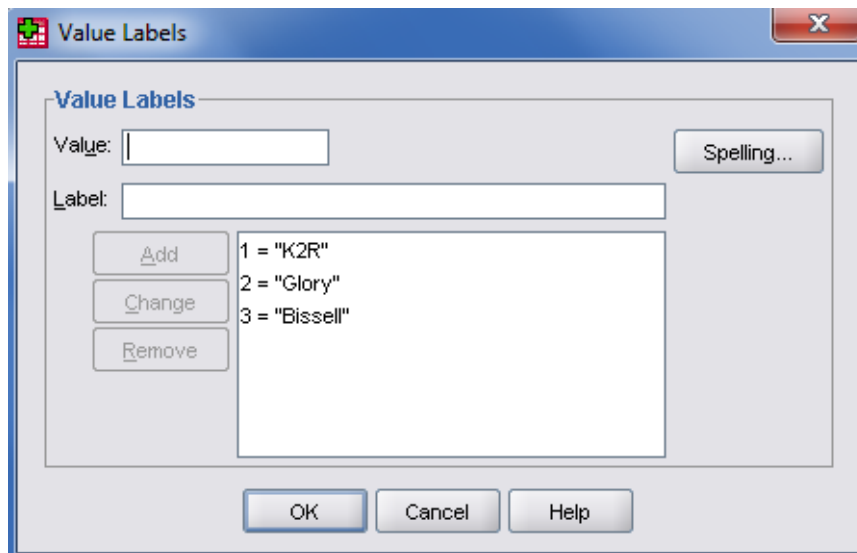 Value Labels
Value Labels
Value:
Spelling...
Label:
Add
1 = "K2R"
2 = "Glory"
Change
3 = "Bissell"
Remove
OK Cancel Help